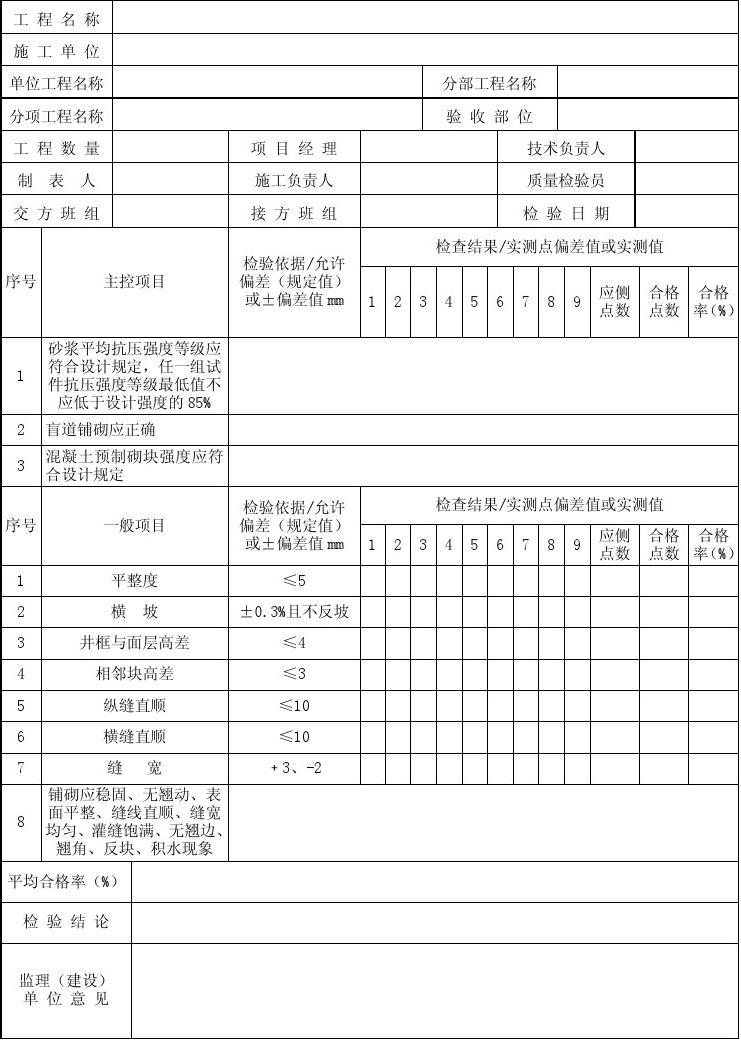 工 程 名 称
施 工 单 位
单位工程名称 分部工程名称
分项工程名称 验 收 部 位
工 程 数 量 项 目 经 理 技术负责人
制 表 人 施工负责人 质量检验员
交 方 班 组 接 方 班 组 检 验 日 期
序号 主控项目
检验依据/允许
偏差（规定值）
或±偏差值 mm
检查结果/实测点偏差值或实测值
1 2 3 4 5 6 7 8 9
应侧
点数
合格
点数
合格
率(%)
1
砂浆平均抗压强度等级应
符合设计规定，任一组试
件抗压强度等级最低值不
应低于设计强度的 85%
2 盲道铺砌应正确
3
混凝土预制砌块强度应符
合设计规定
序号 一般项目
检验依据/允许
偏差（规定值）
或±偏差值 mm
检查结果/实测点偏差值或实测值
1 2 3 4 5 6 7 8 9
应侧
点数
合格
点数
合格
率(%)
1 平整度 ≤5
2 横 坡 ±0.3%且不反坡
3 井框与面层高差 ≤4
4 相邻块高差 ≤3
5 纵缝直顺 ≤10
6 横缝直顺 ≤10
7 缝 宽 +3、-2
8
铺砌应稳固、无翘动、表
面平整、缝线直顺、缝宽
均匀、灌缝饱满、无翘边、
翘角、反块、积水现象
平均合格率（%）
检 验 结 论
监理（建设）
单 位 意 见